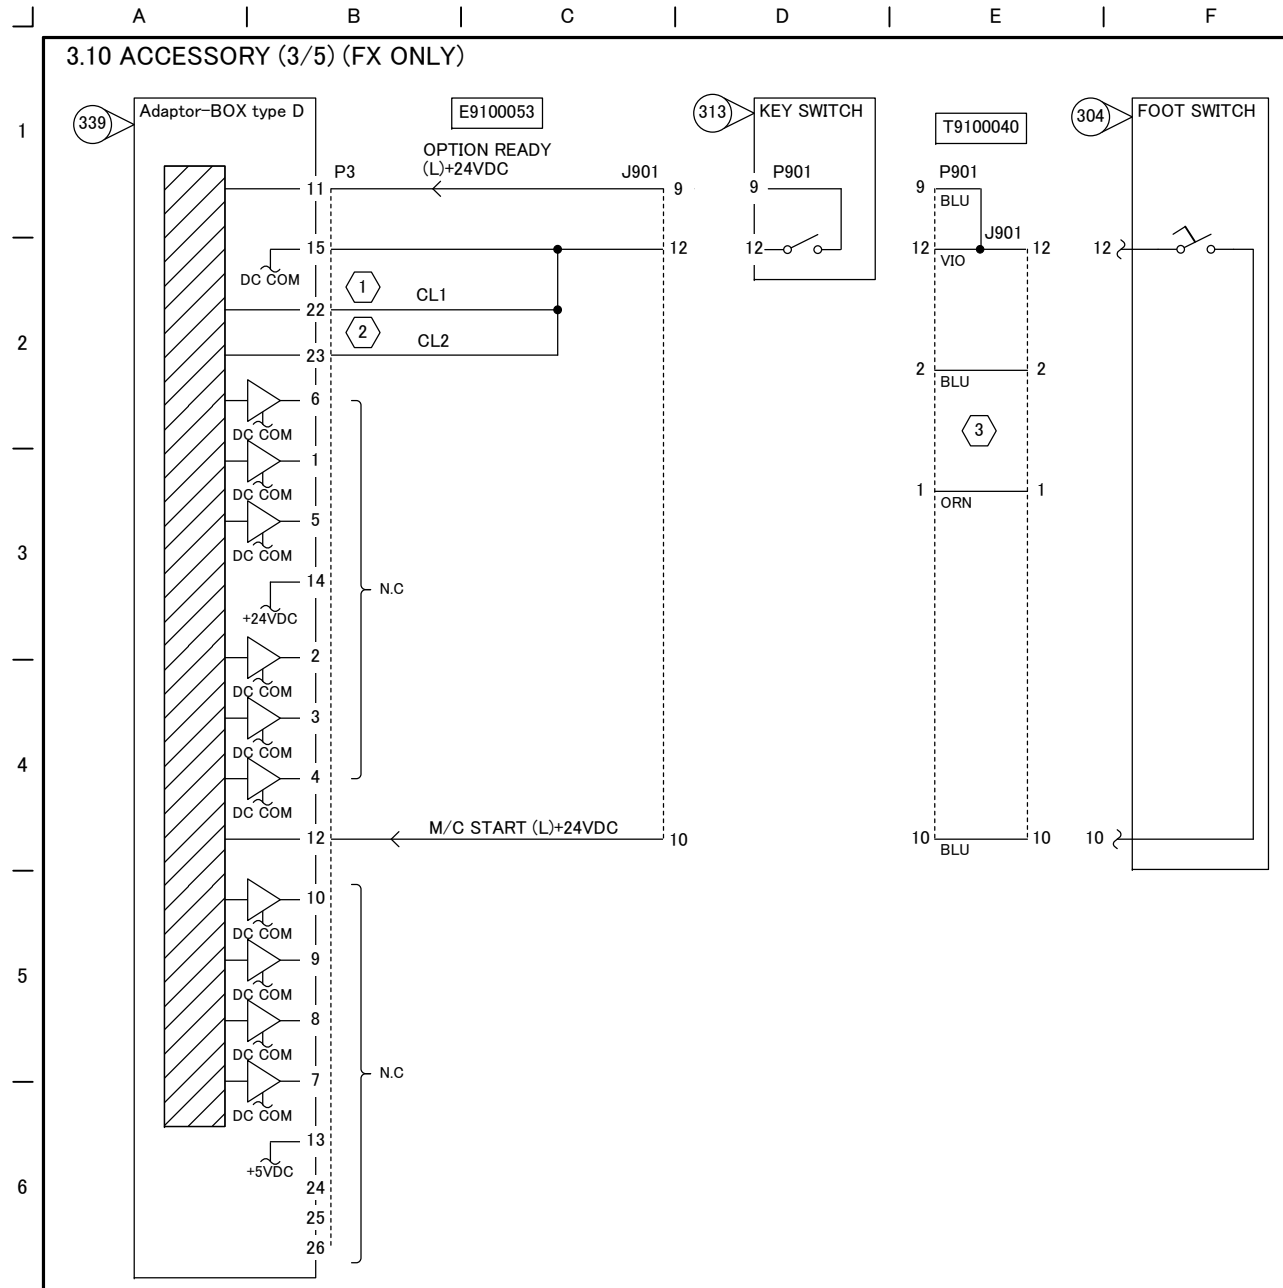 A B C D E F
3.10 ACCESSORY (3/5) (FX ONLY)
1
339
Adaptor-BOX type D
E9100053
313
KEY SWITCH
T9100040
304
FOOT SWITCH
OPTION READY
(L)+24VDC
11 P3 J901 9
9 P901
9 P901
BLU
15 12
12
12 J901 12
VIO
12
DC COM
1 CL1
22
2
2 CL2
23
2 2
BLU
6
DC COM
3
1
DC COM
1 1
ORN
5
DC COM
3
14
N.C
+24VDC
2
DC COM
3
DC COM
4
4
DC COM
12 M/C START (L)+24VDC 10
10 10
BLU
10
10
DC COM
9
5
DC COM
8
DC COM
7
N.C
DC COM
13
+5VDC
6
24
25
26